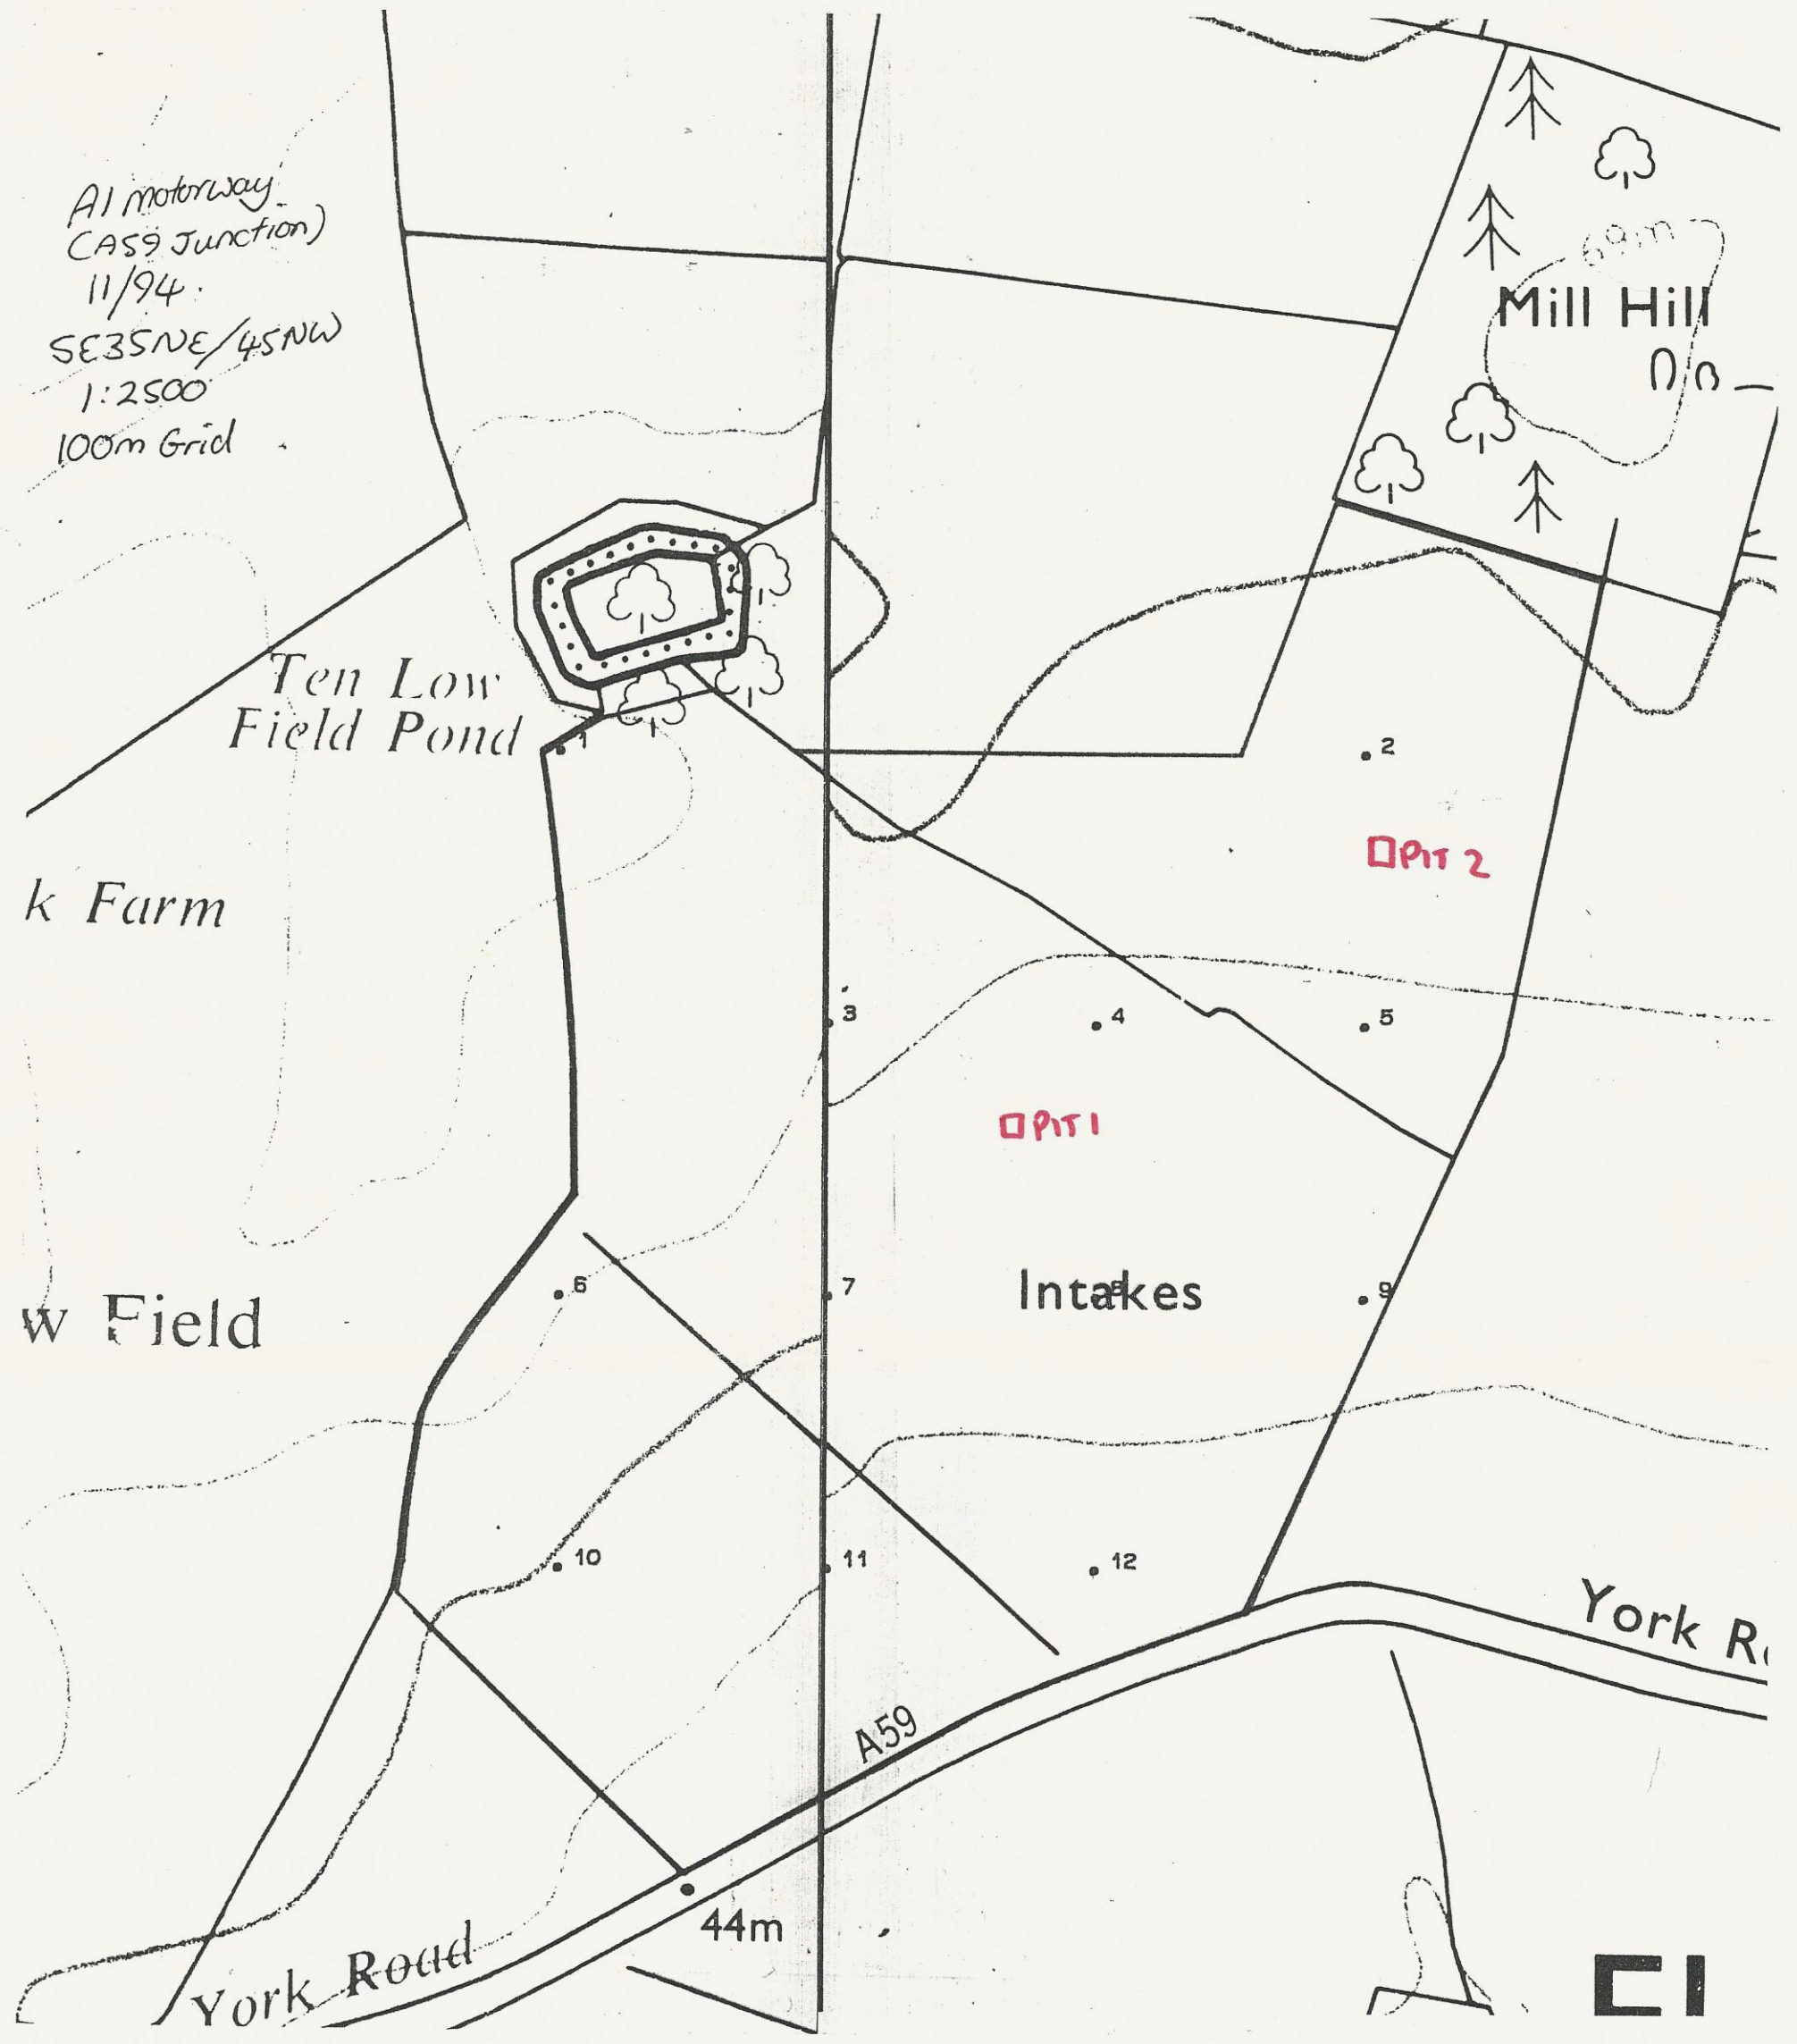 A1 motorway
(A59 Junction)
11/94.
SE35NE/45NW
1:2500
100m Grid
69m
Mill Hill
Ten Low
Field Pond
1
2
PIT 2
k Farm
3
4
5
PIT 1
6
7
Intakes
8
9
w Field
10
11
12
York R
A59
44m
York Road